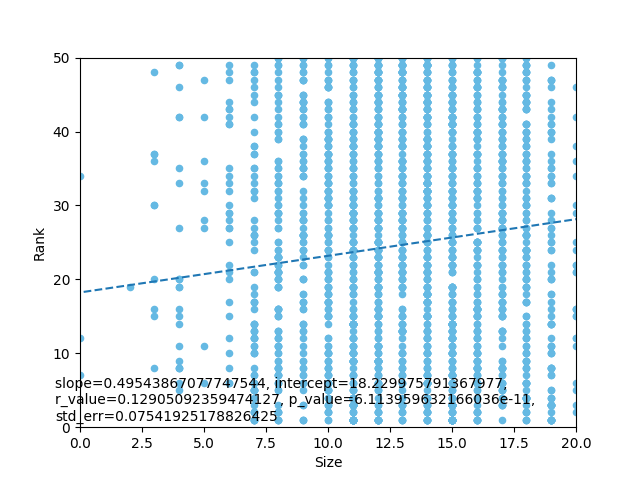 50
40
30
20
10
0
Rank
slope=0.49543867077747544, intercept=18.229975791367977,
r_value=0.12905092359474127, p_value=6.113959632166036e-11,
std_err=0.07541925178826425
0.0 2.5 5.0 7.5 10.0 12.5 15.0 17.5 20.0
Size